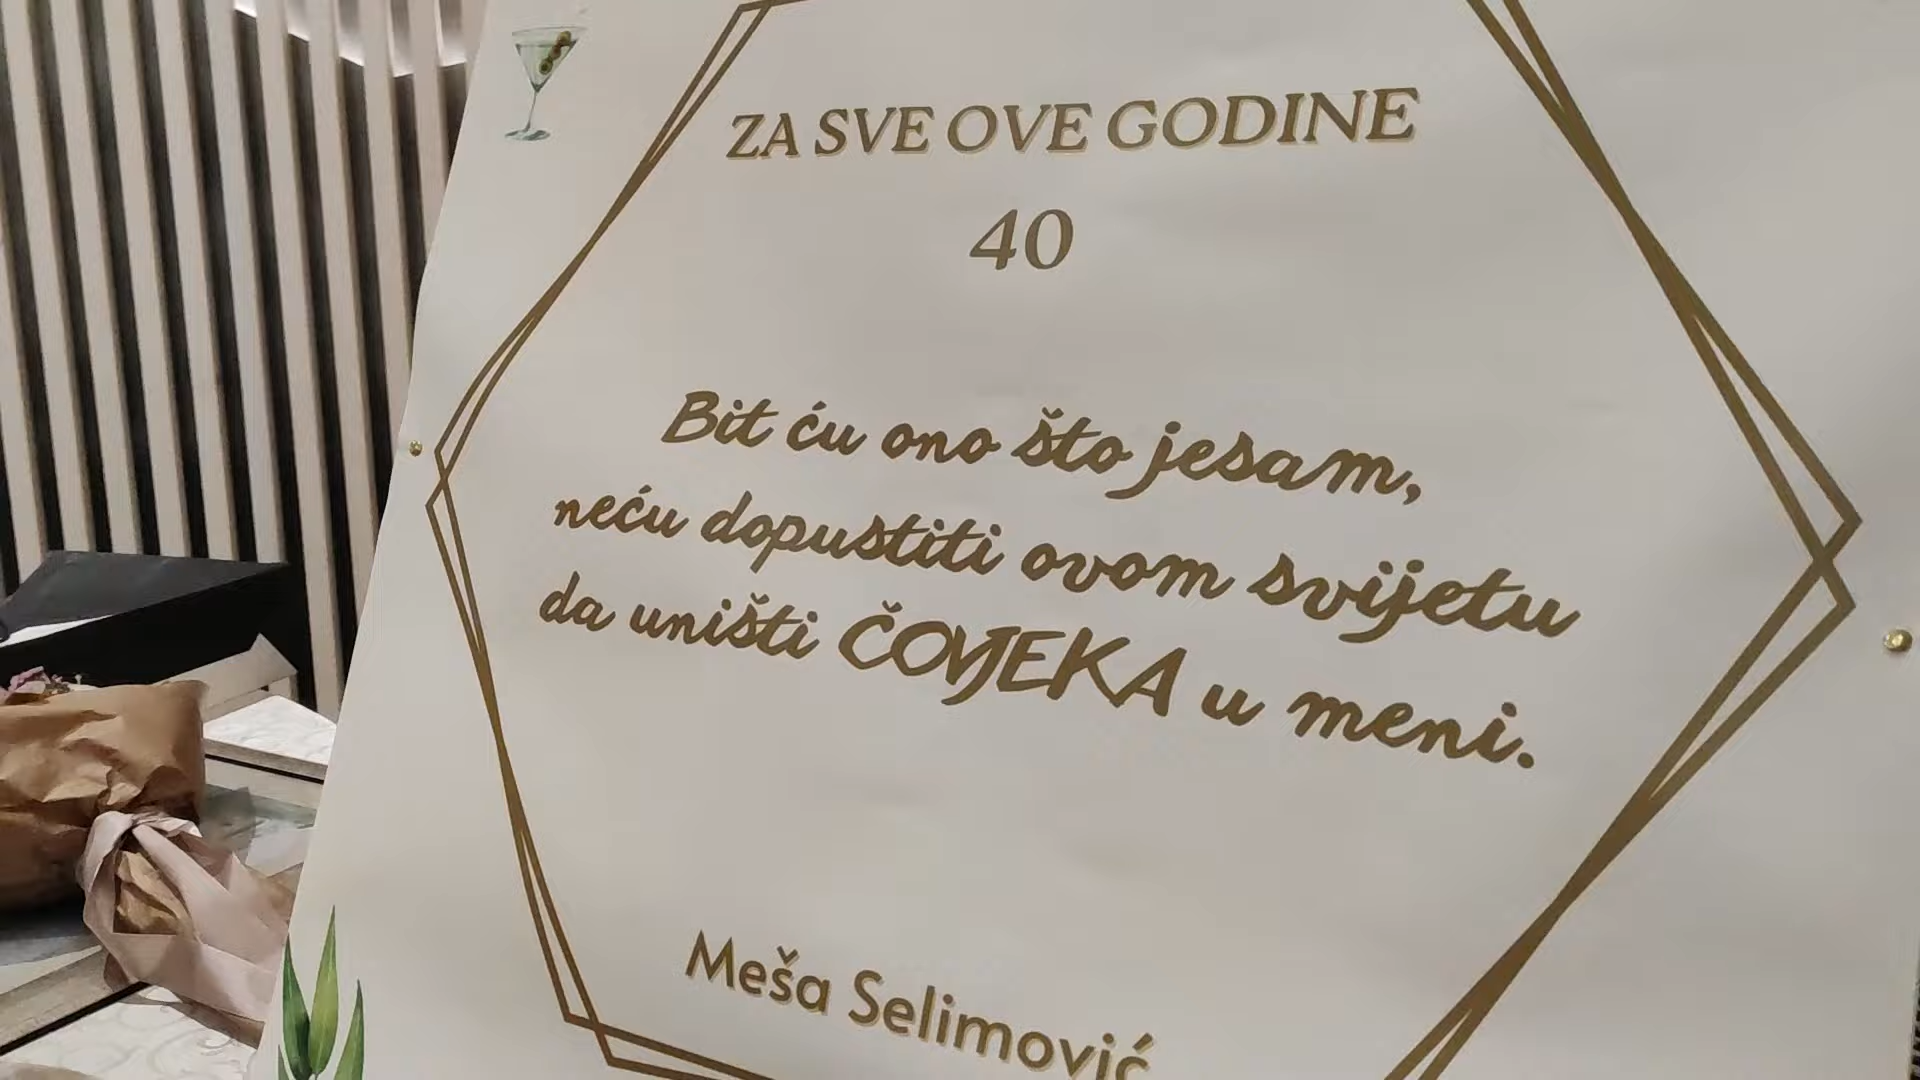 ZA SVE OVE GODINE
40
Bit ću ono što jesam,
neću dopustiti ovom svijetu
da uništi ČOVJEKA u meni.
Meša Selimović